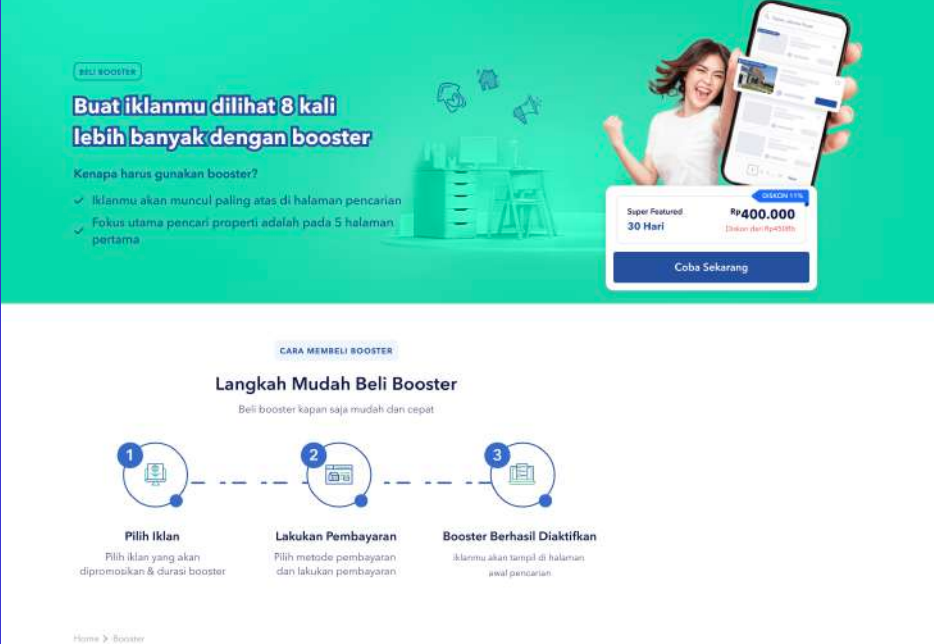 BELI BOOSTER
Buat iklanmu dilihat 8 kali
lebih banyak dengan booster
Kenapa harus gunakan booster?
Iklanmu akan muncul paling atas di halaman pencarian
Fokus utama pencari properti adalah pada 5 halaman
pertama
DISKON 11%
Super Featured
Rp400.000
30 Hari
Coba Sekarang
CARA MEMBELI BOOSTER
Langkah Mudah Beli Booster
Beli booster kapan saja mudah dan cepat
1
2
3
Pilih Iklan
Lakukan Pembayaran
Booster Berhasil Diaktifkan
Pilih iklan yang akan
dipromosikan & durasi booster
Pilih metode pembayaran
dan lakukan pembayaran
iklanmu akan tampil di halaman
awal pencarian
Home > Booster